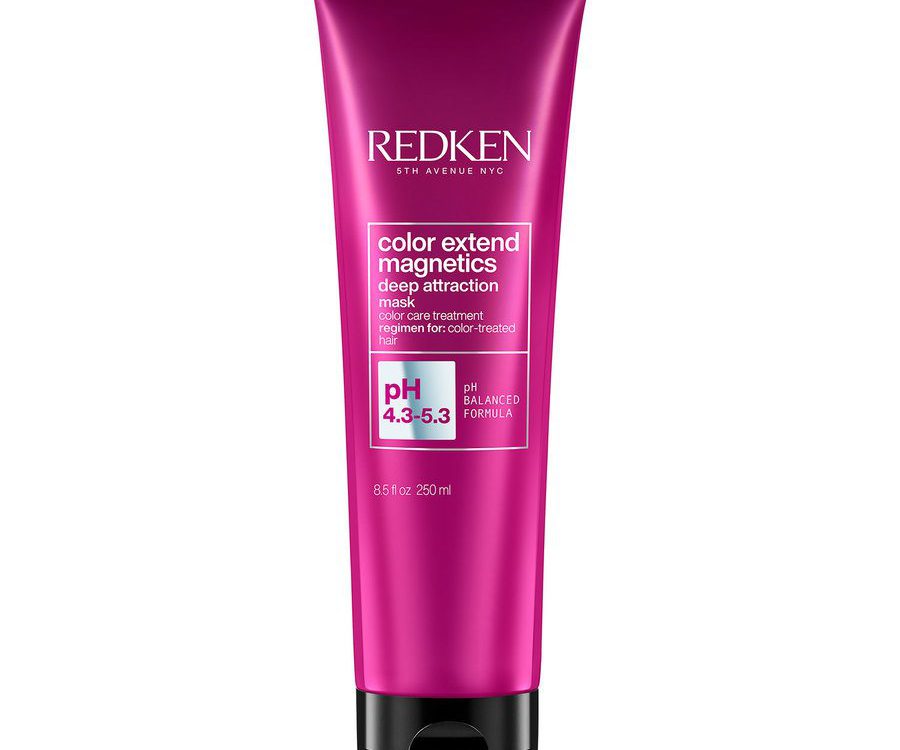 REDKEN
5TH AVENUE NYC
color extend
magnetics
deep attraction
mask
color care treatment
regimen for: color-treated
hair
pH
4.3-5.3
pH
BALANCED
FORMULA
8.5 fl oz 250 ml